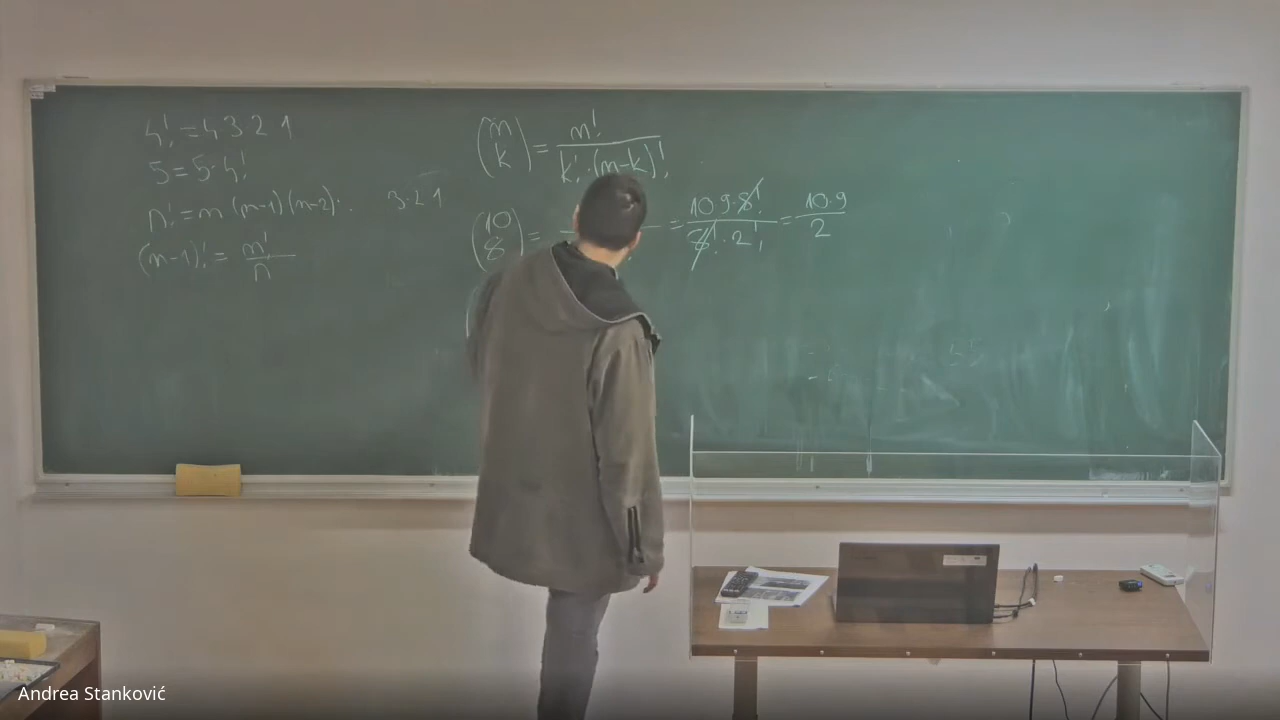 4! = 4 3 2 1
5 = 5 · 4!
n! = n (n-1) (n-2) · · 3 · 2 1
(n-1)! = n!/n
(n k) = n!/(k! · (n-k)!)
(10 8) = = 10 9 · 8!/(8! · 2!) = 10 · 9/2
Andrea Stanković